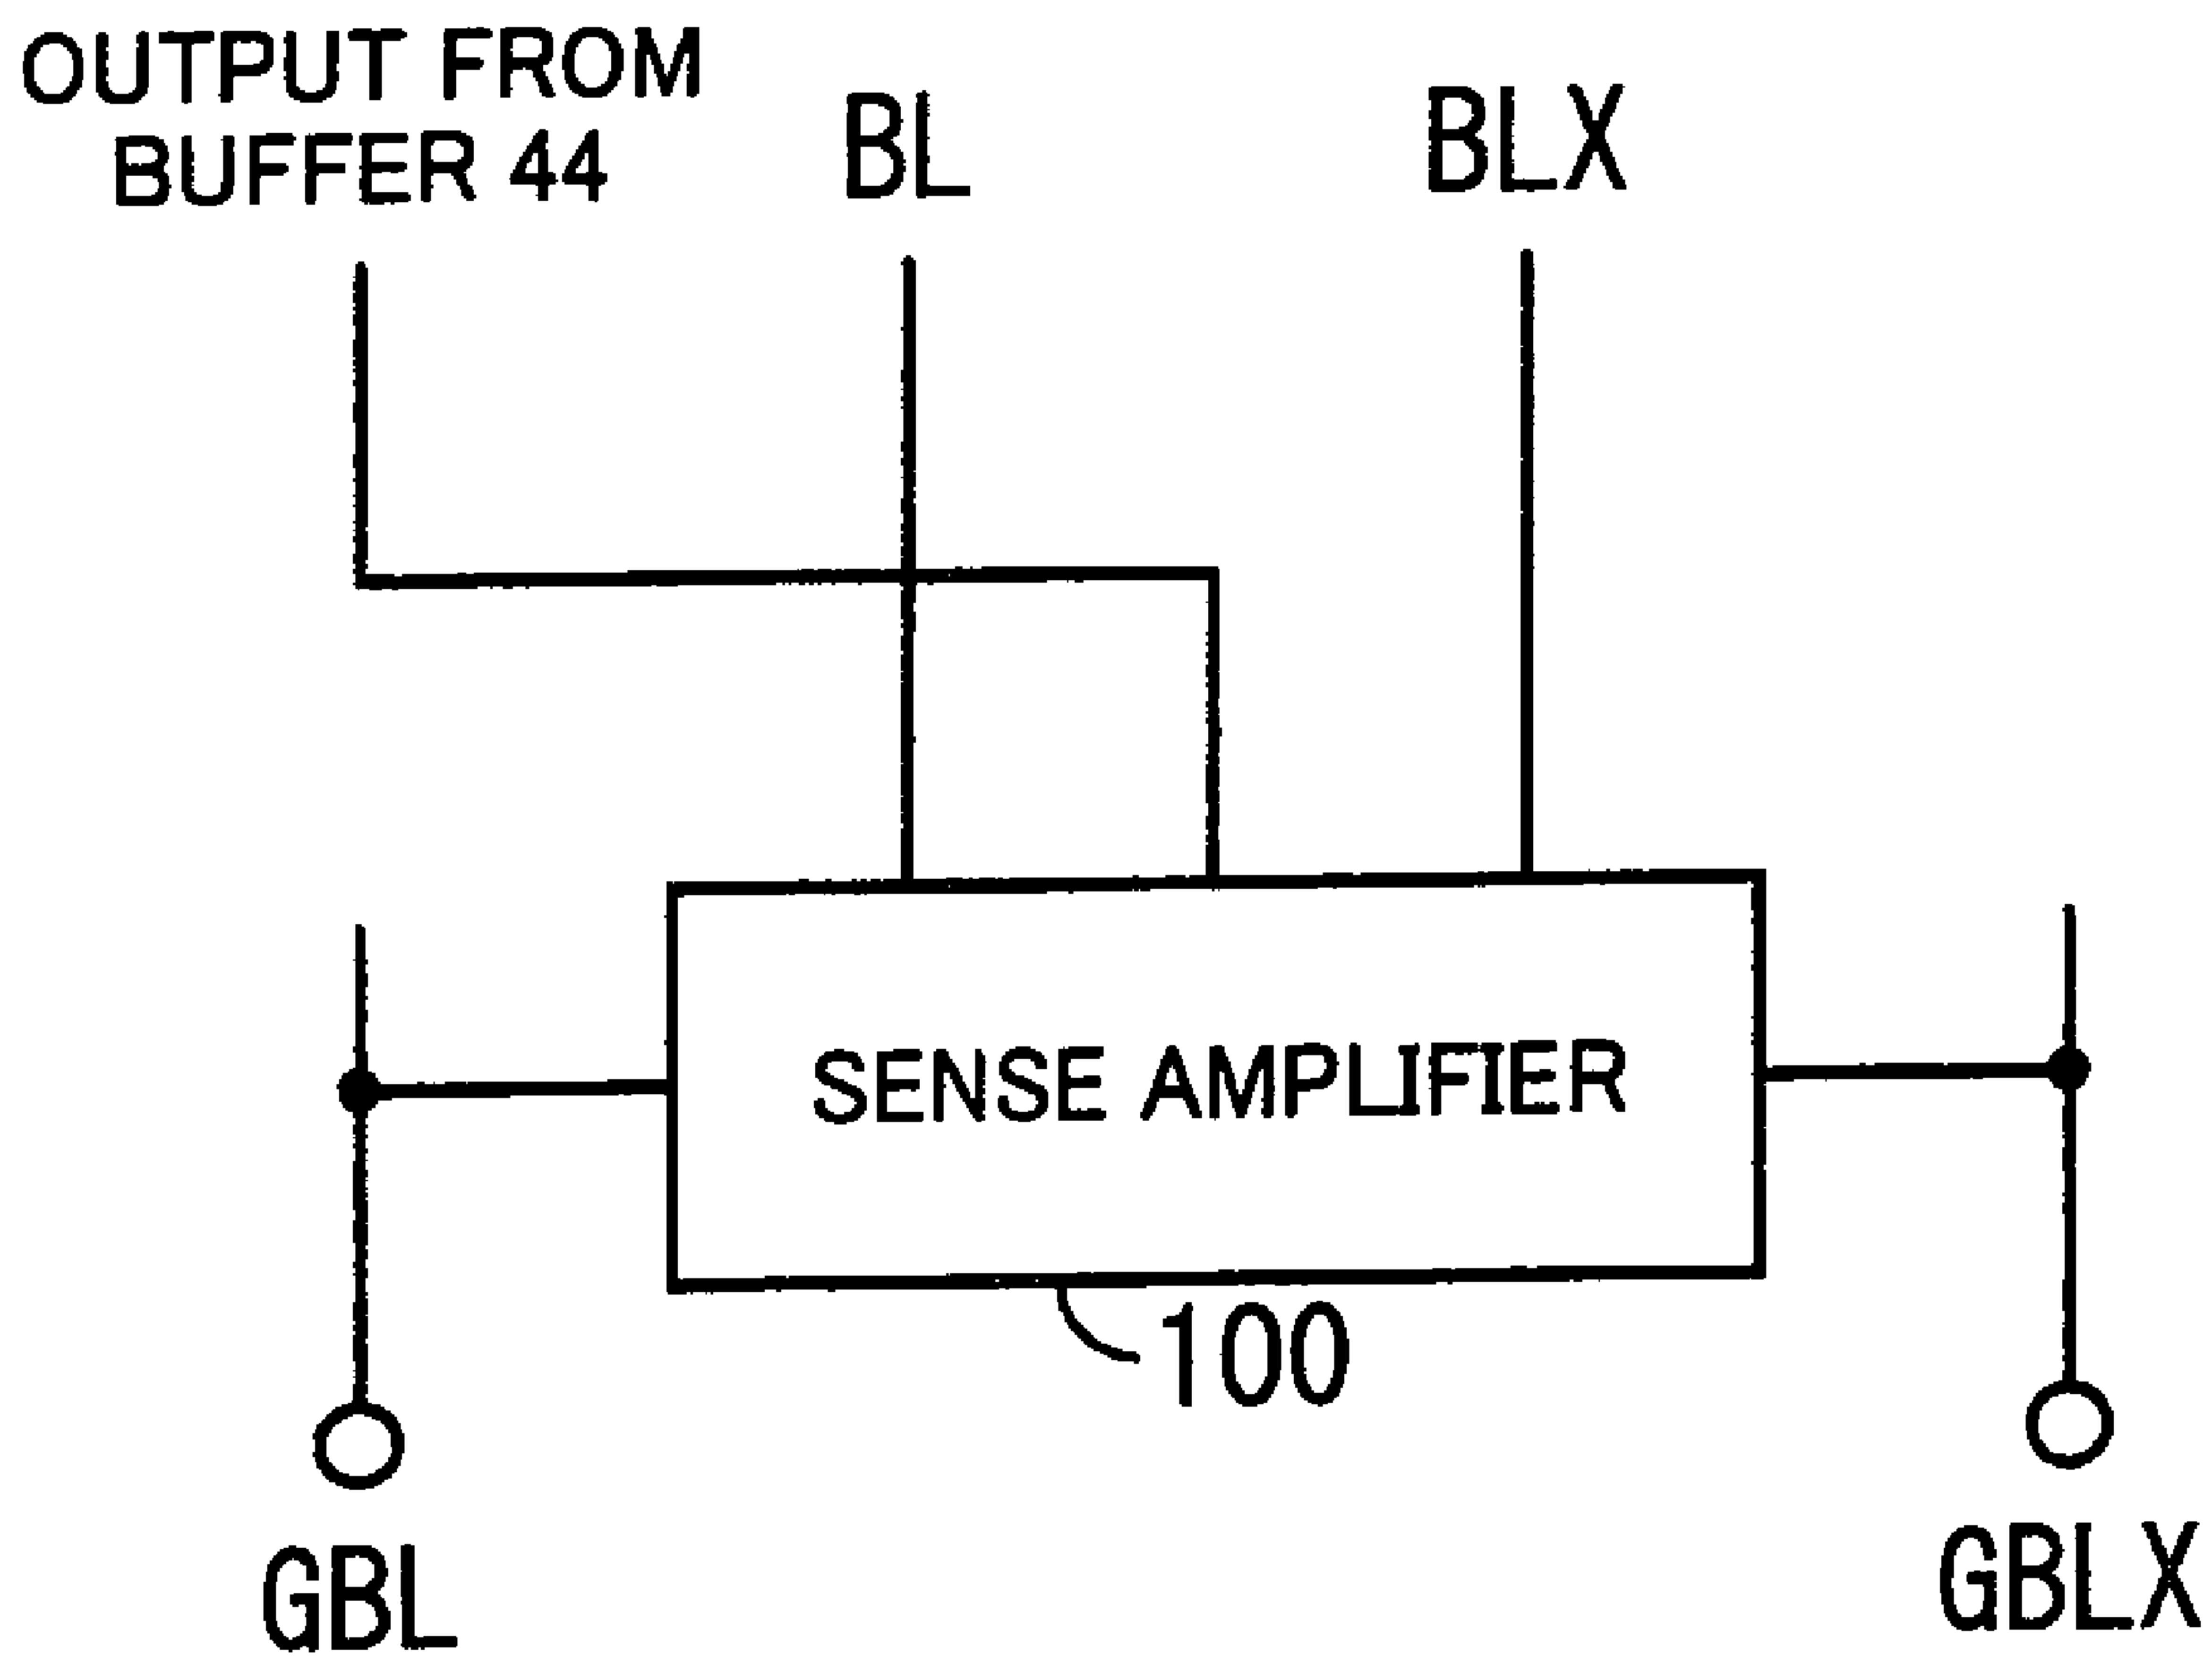 OUTPUT FROM
BUFFER 44
BL
BLX
SENSE AMPLIFIER
100
GBL
GBLX